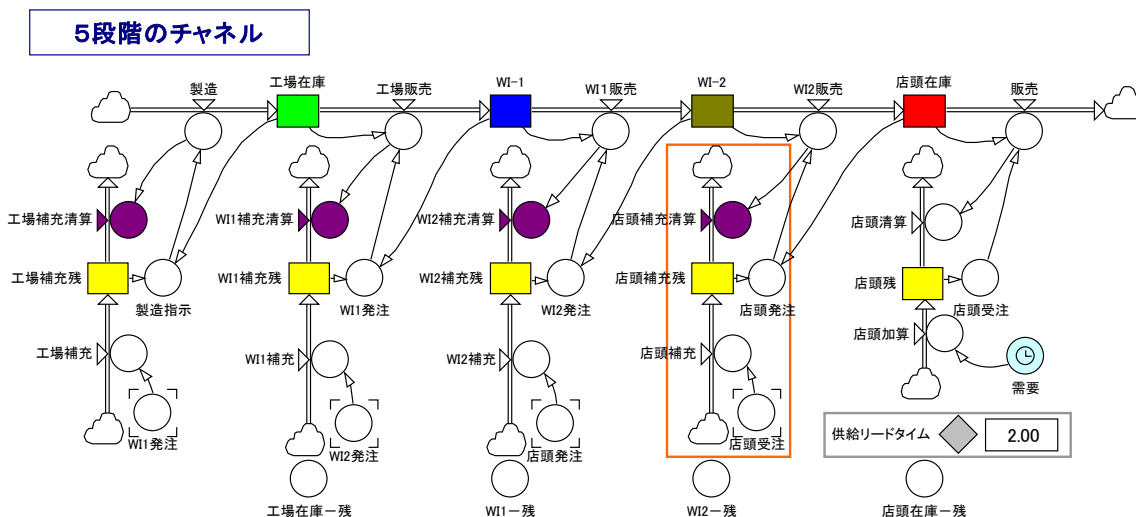 5段階のチャネル
製造
工場在庫
工場販売
WI-1
WI1販売
WI-2
WI2販売
店頭在庫
販売
工場補充清算
WI1補充清算
WI2補充清算
店頭補充清算
店頭清算
工場補充残
WI1補充残
WI2補充残
店頭補充残
店頭残
製造指示
WI1発注
WI2発注
店頭発注
店頭受注
工場補充
WI1補充
WI2補充
店頭補充
店頭加算
需要
WI1発注
WI2発注
店頭発注
店頭受注
供給リードタイム
2.00
工場在庫ー残
WI1ー残
WI2ー残
店頭在庫ー残